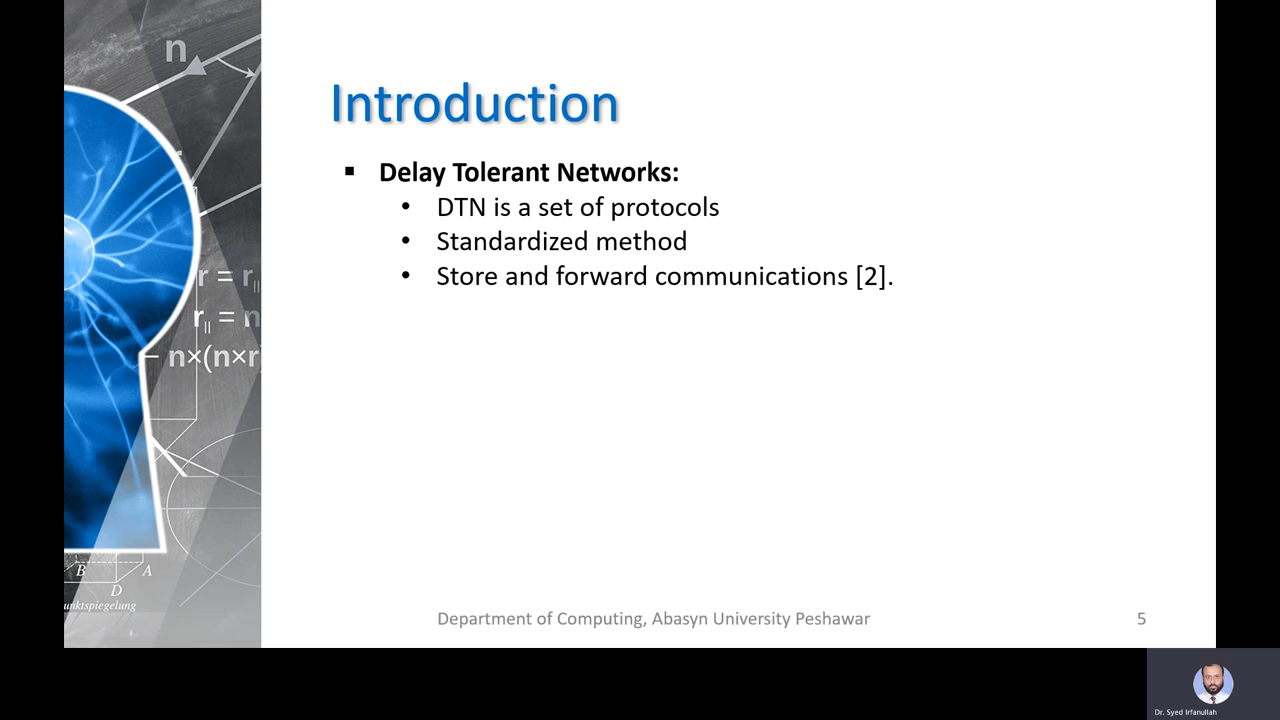 n
Introduction
▪ Delay Tolerant Networks:
• DTN is a set of protocols
• Standardized method
• Store and forward communications [2].
r = r||
r|| = n
n×(n×r)
B A
D
unktspiegelung
Department of Computing, Abasyn University Peshawar 5
Dr. Syed Irfanullah